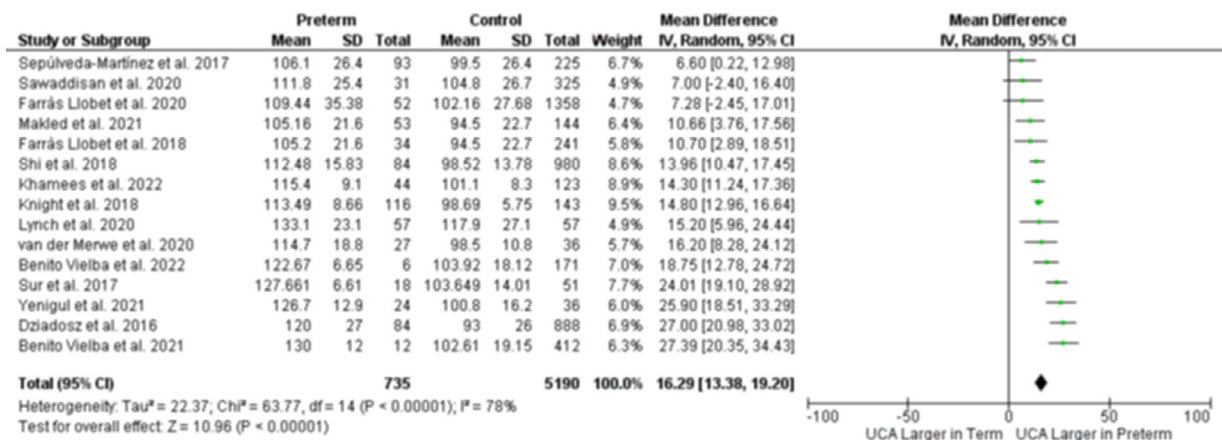 Preterm Control Mean Difference Mean Difference
Study or Subgroup Mean SD Total Mean SD Total Weight IV, Random, 95% CI IV, Random, 95% CI
Sepúlveda-Martínez et al. 2017 106.1 26.4 93 99.5 26.4 225 6.7% 6.60 [0.22, 12.98]
Sawaddisan et al. 2020 111.8 25.4 31 104.8 26.7 325 4.9% 7.00 [-2.40, 16.40]
Farràs Llobet et al. 2020 109.44 35.38 52 102.16 27.68 1358 4.7% 7.28 [-2.45, 17.01]
Makled et al. 2021 105.16 21.6 53 94.5 22.7 144 6.4% 10.66 [3.76, 17.56]
Farràs Llobet et al. 2018 105.2 21.6 34 94.5 22.7 241 5.8% 10.70 [2.89, 18.51]
Shi et al. 2018 112.48 15.83 84 98.52 13.78 980 8.6% 13.96 [10.47, 17.45]
Khamees et al. 2022 115.4 9.1 44 101.1 8.3 123 8.9% 14.30 [11.24, 17.36]
Knight et al. 2018 113.49 8.66 116 98.69 5.75 143 9.5% 14.80 [12.96, 16.64]
Lynch et al. 2020 133.1 23.1 57 117.9 27.1 57 5.0% 15.20 [5.96, 24.44]
van der Merwe et al. 2020 114.7 18.8 27 98.5 10.8 36 5.7% 16.20 [8.28, 24.12]
Benito Vielba et al. 2022 122.67 6.65 6 103.92 18.12 171 7.0% 18.75 [12.78, 24.72]
Sur et al. 2017 127.661 6.61 18 103.649 14.01 51 7.7% 24.01 [19.10, 28.92]
Yenigul et al. 2021 126.7 12.9 24 100.8 16.2 36 6.0% 25.90 [18.51, 33.29]
Dziadosz et al. 2016 120 27 84 93 26 888 6.9% 27.00 [20.98, 33.02]
Benito Vielba et al. 2021 130 12 12 102.61 19.15 412 6.3% 27.39 [20.35, 34.43]
Total (95% CI) 735 5190 100.0% 16.29 [13.38, 19.20]
Heterogeneity: Tau² = 22.37; Chi² = 63.77, df = 14 (P < 0.00001); I² = 78%
Test for overall effect: Z = 10.96 (P < 0.00001)
-100 -50 0 50 100
UCA Larger in Term UCA Larger in Preterm